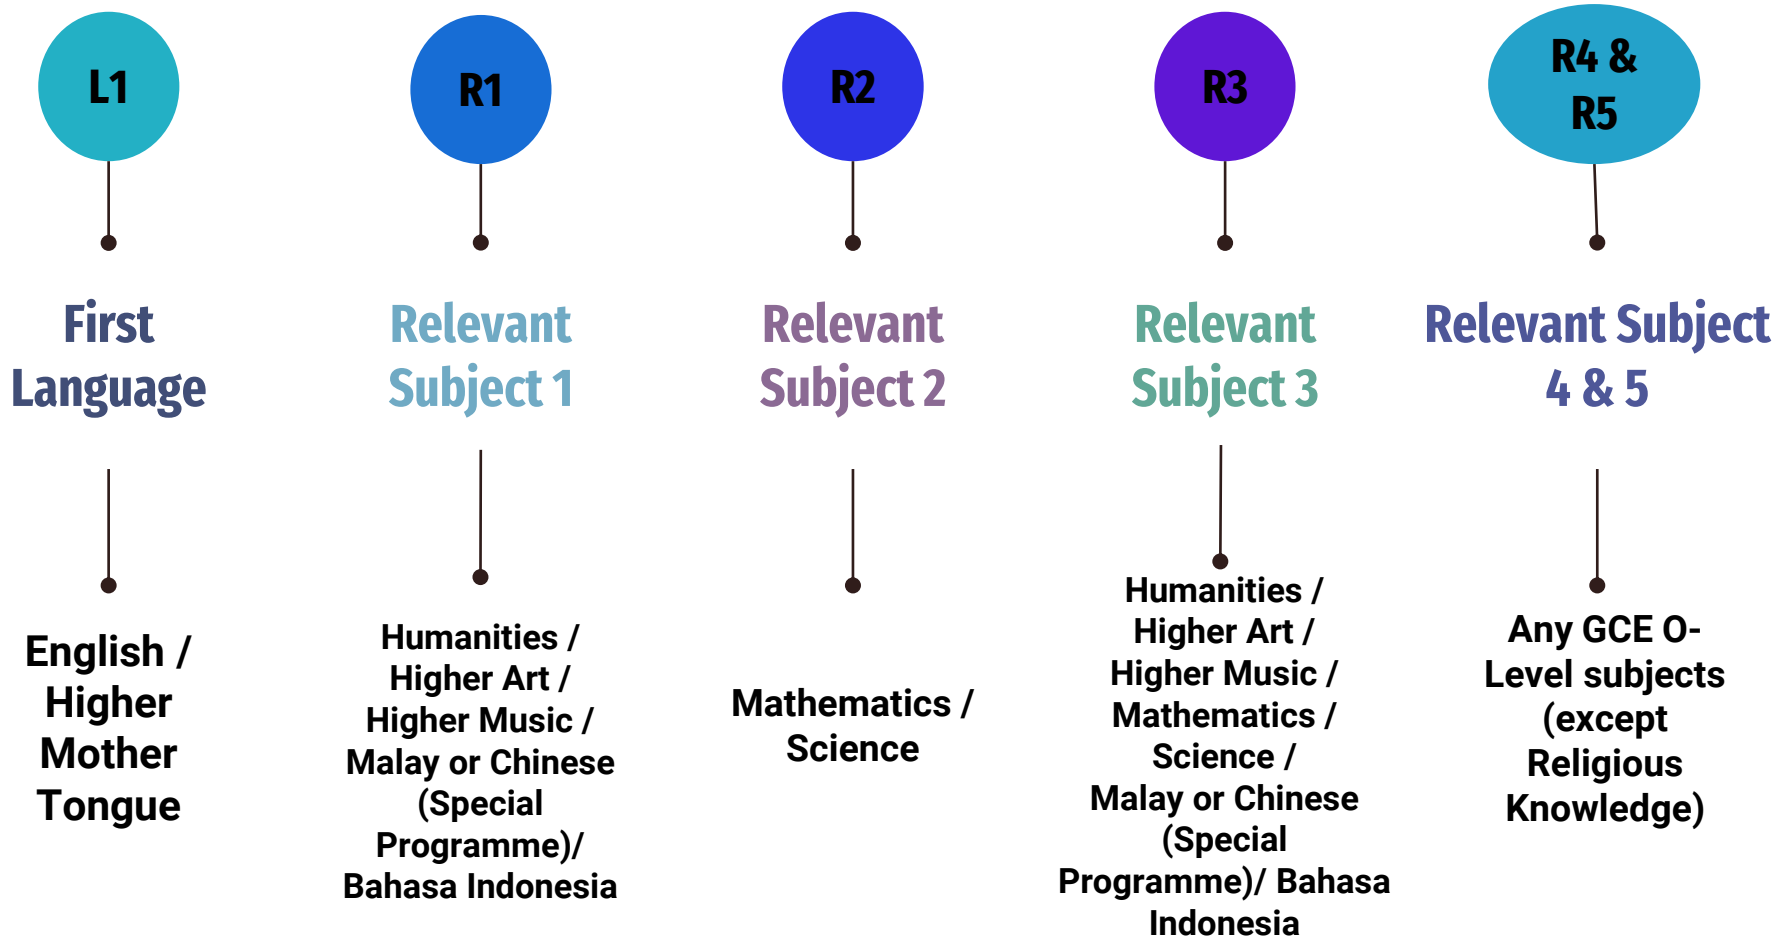 L1
First
Language
English /
Higher
Mother
Tongue
R1
Relevant
Subject 1
Humanities /
Higher Art /
Higher Music /
Malay or Chinese
(Special
Programme)/
Bahasa Indonesia
R2
Relevant
Subject 2
Mathematics /
Science
R3
Relevant
Subject 3
Humanities /
Higher Art /
Higher Music /
Mathematics /
Science /
Malay or Chinese
(Special
Programme)/ Bahasa
Indonesia
R4 &
R5
Relevant Subject
4 & 5
Any GCE O-
Level subjects
(except
Religious
Knowledge)